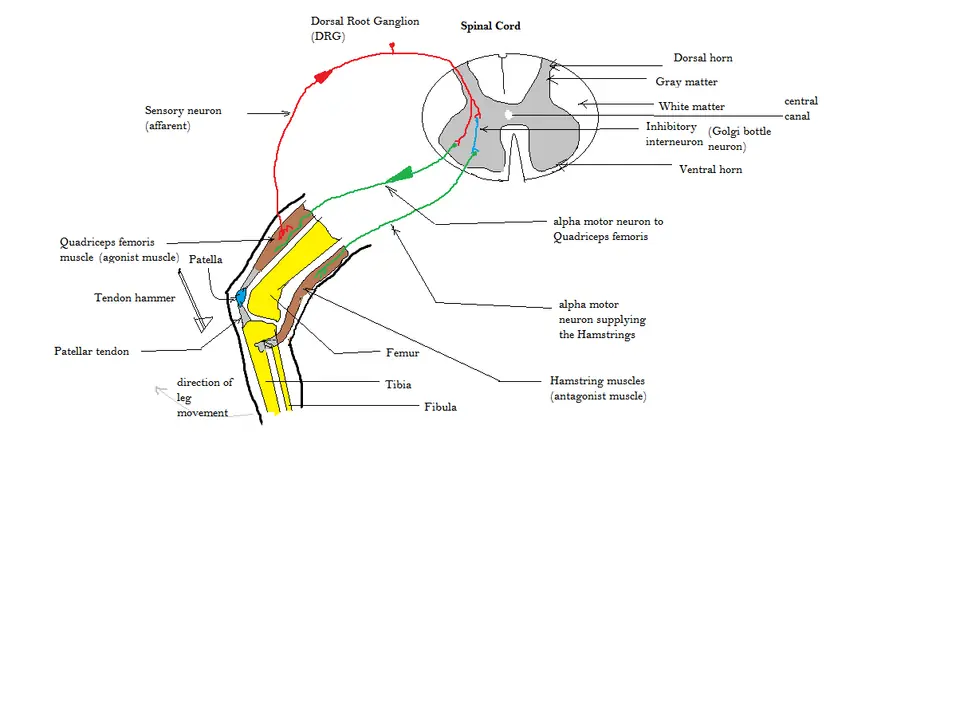 Dorsal Root Ganglion
(DRG)
Spinal Cord
Dorsal horn
Gray matter
White matter
central
canal
Inhibitory
interneuron
(Golgi bottle
neuron)
Ventral horn
Sensory neuron
(affarent)
alpha motor neuron to
Quadriceps femoris
Quadriceps femoris
muscle (agonist muscle)
Patella
Tendon hammer
alpha motor
neuron supplying
the Hamstrings
Patellar tendon
Femur
direction of
leg
movement
Tibia
Hamstring muscles
(antagonist muscle)
Fibula